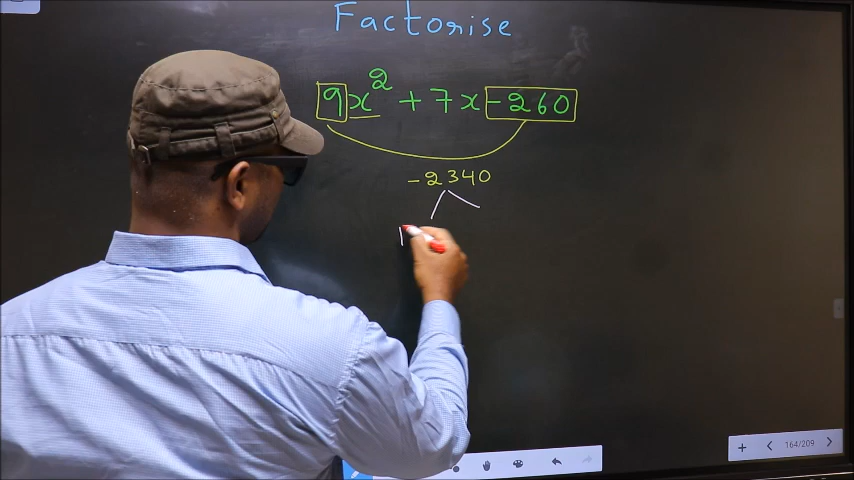 Factorise
9x² + 7x - 260
- 2340
164/209